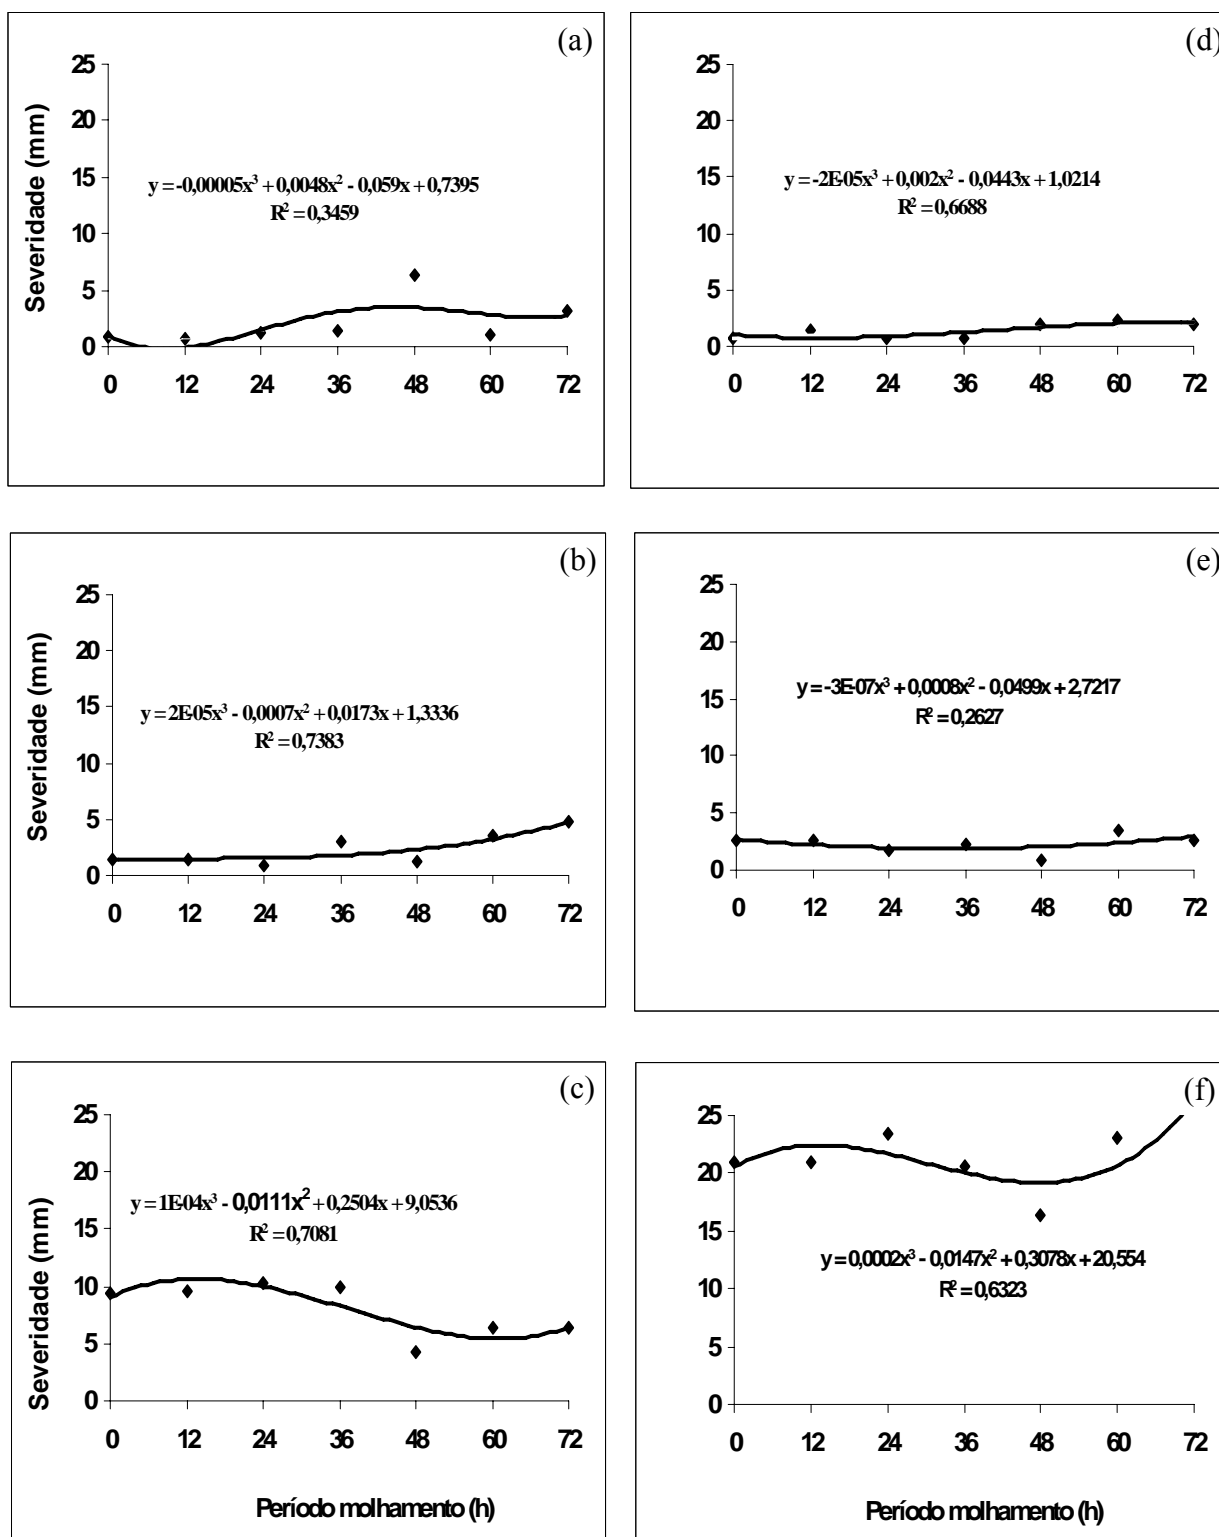 (a)
25
20
15
10
5
0
Severidade (mm)
y = -0,00005x³ + 0,0048x² - 0,059x + 0,7395
R² = 0,3459
0 12 24 36 48 60 72
(d)
25
20
15
10
5
0
y = -2E-05x³ + 0,002x² - 0,0443x + 1,0214
R² = 0,6688
0 12 24 36 48 60 72
(b)
25
20
15
10
5
0
Severidade (mm)
y = 2E-05x³ - 0,0007x² + 0,0173x + 1,3336
R² = 0,7383
0 12 24 36 48 60 72
(e)
25
20
15
10
5
0
y = -3E-07x³ + 0,0008x² - 0,0499x + 2,7217
R² = 0,2627
0 12 24 36 48 60 72
(c)
25
20
15
10
5
0
Severidade (mm)
y = 1E-04x³ - 0,0111x² + 0,2504x + 9,0536
R² = 0,7081
0 12 24 36 48 60 72
Período molhamento (h)
(f)
25
20
15
10
5
0
y = 0,0002x³ - 0,0147x² + 0,3078x + 20,554
R² = 0,6323
0 12 24 36 48 60 72
Período molhamento (h)